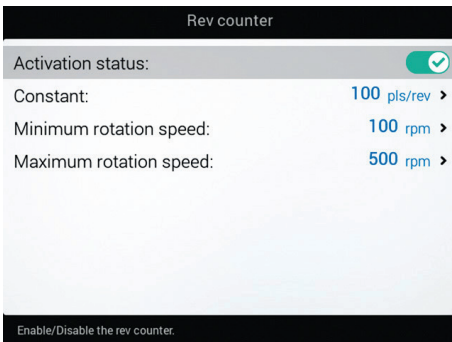 Rev counter
Activation status:
Constant: 100 pls/rev >
Minimum rotation speed: 100 rpm >
Maximum rotation speed: 500 rpm >
Enable/Disable the rev counter.